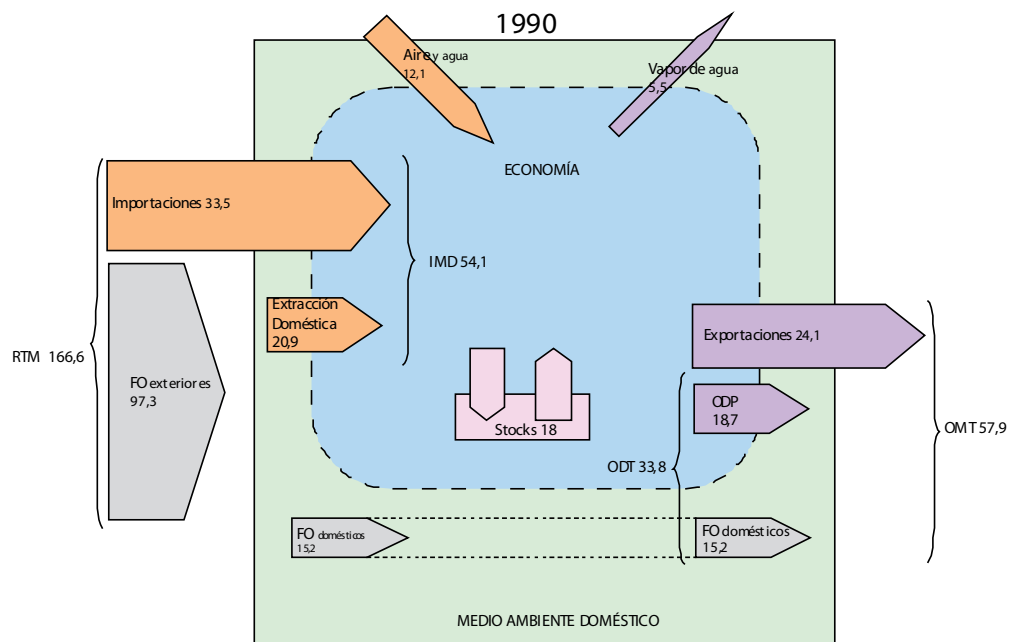 1990
Aire y agua
12,1
Vapor de agua
5,5
ECONOMÍA
Importaciones 33,5
IMD 54,1
Extracción
Doméstica
20,9
Exportaciones 24,1
RTM 166,6
FO exteriores
97,3
ODP
18,7
Stocks 18
OMT 57,9
ODT 33,8
FO domésticos
15,2
FO domésticos
15,2
MEDIO AMBIENTE DOMÉSTICO